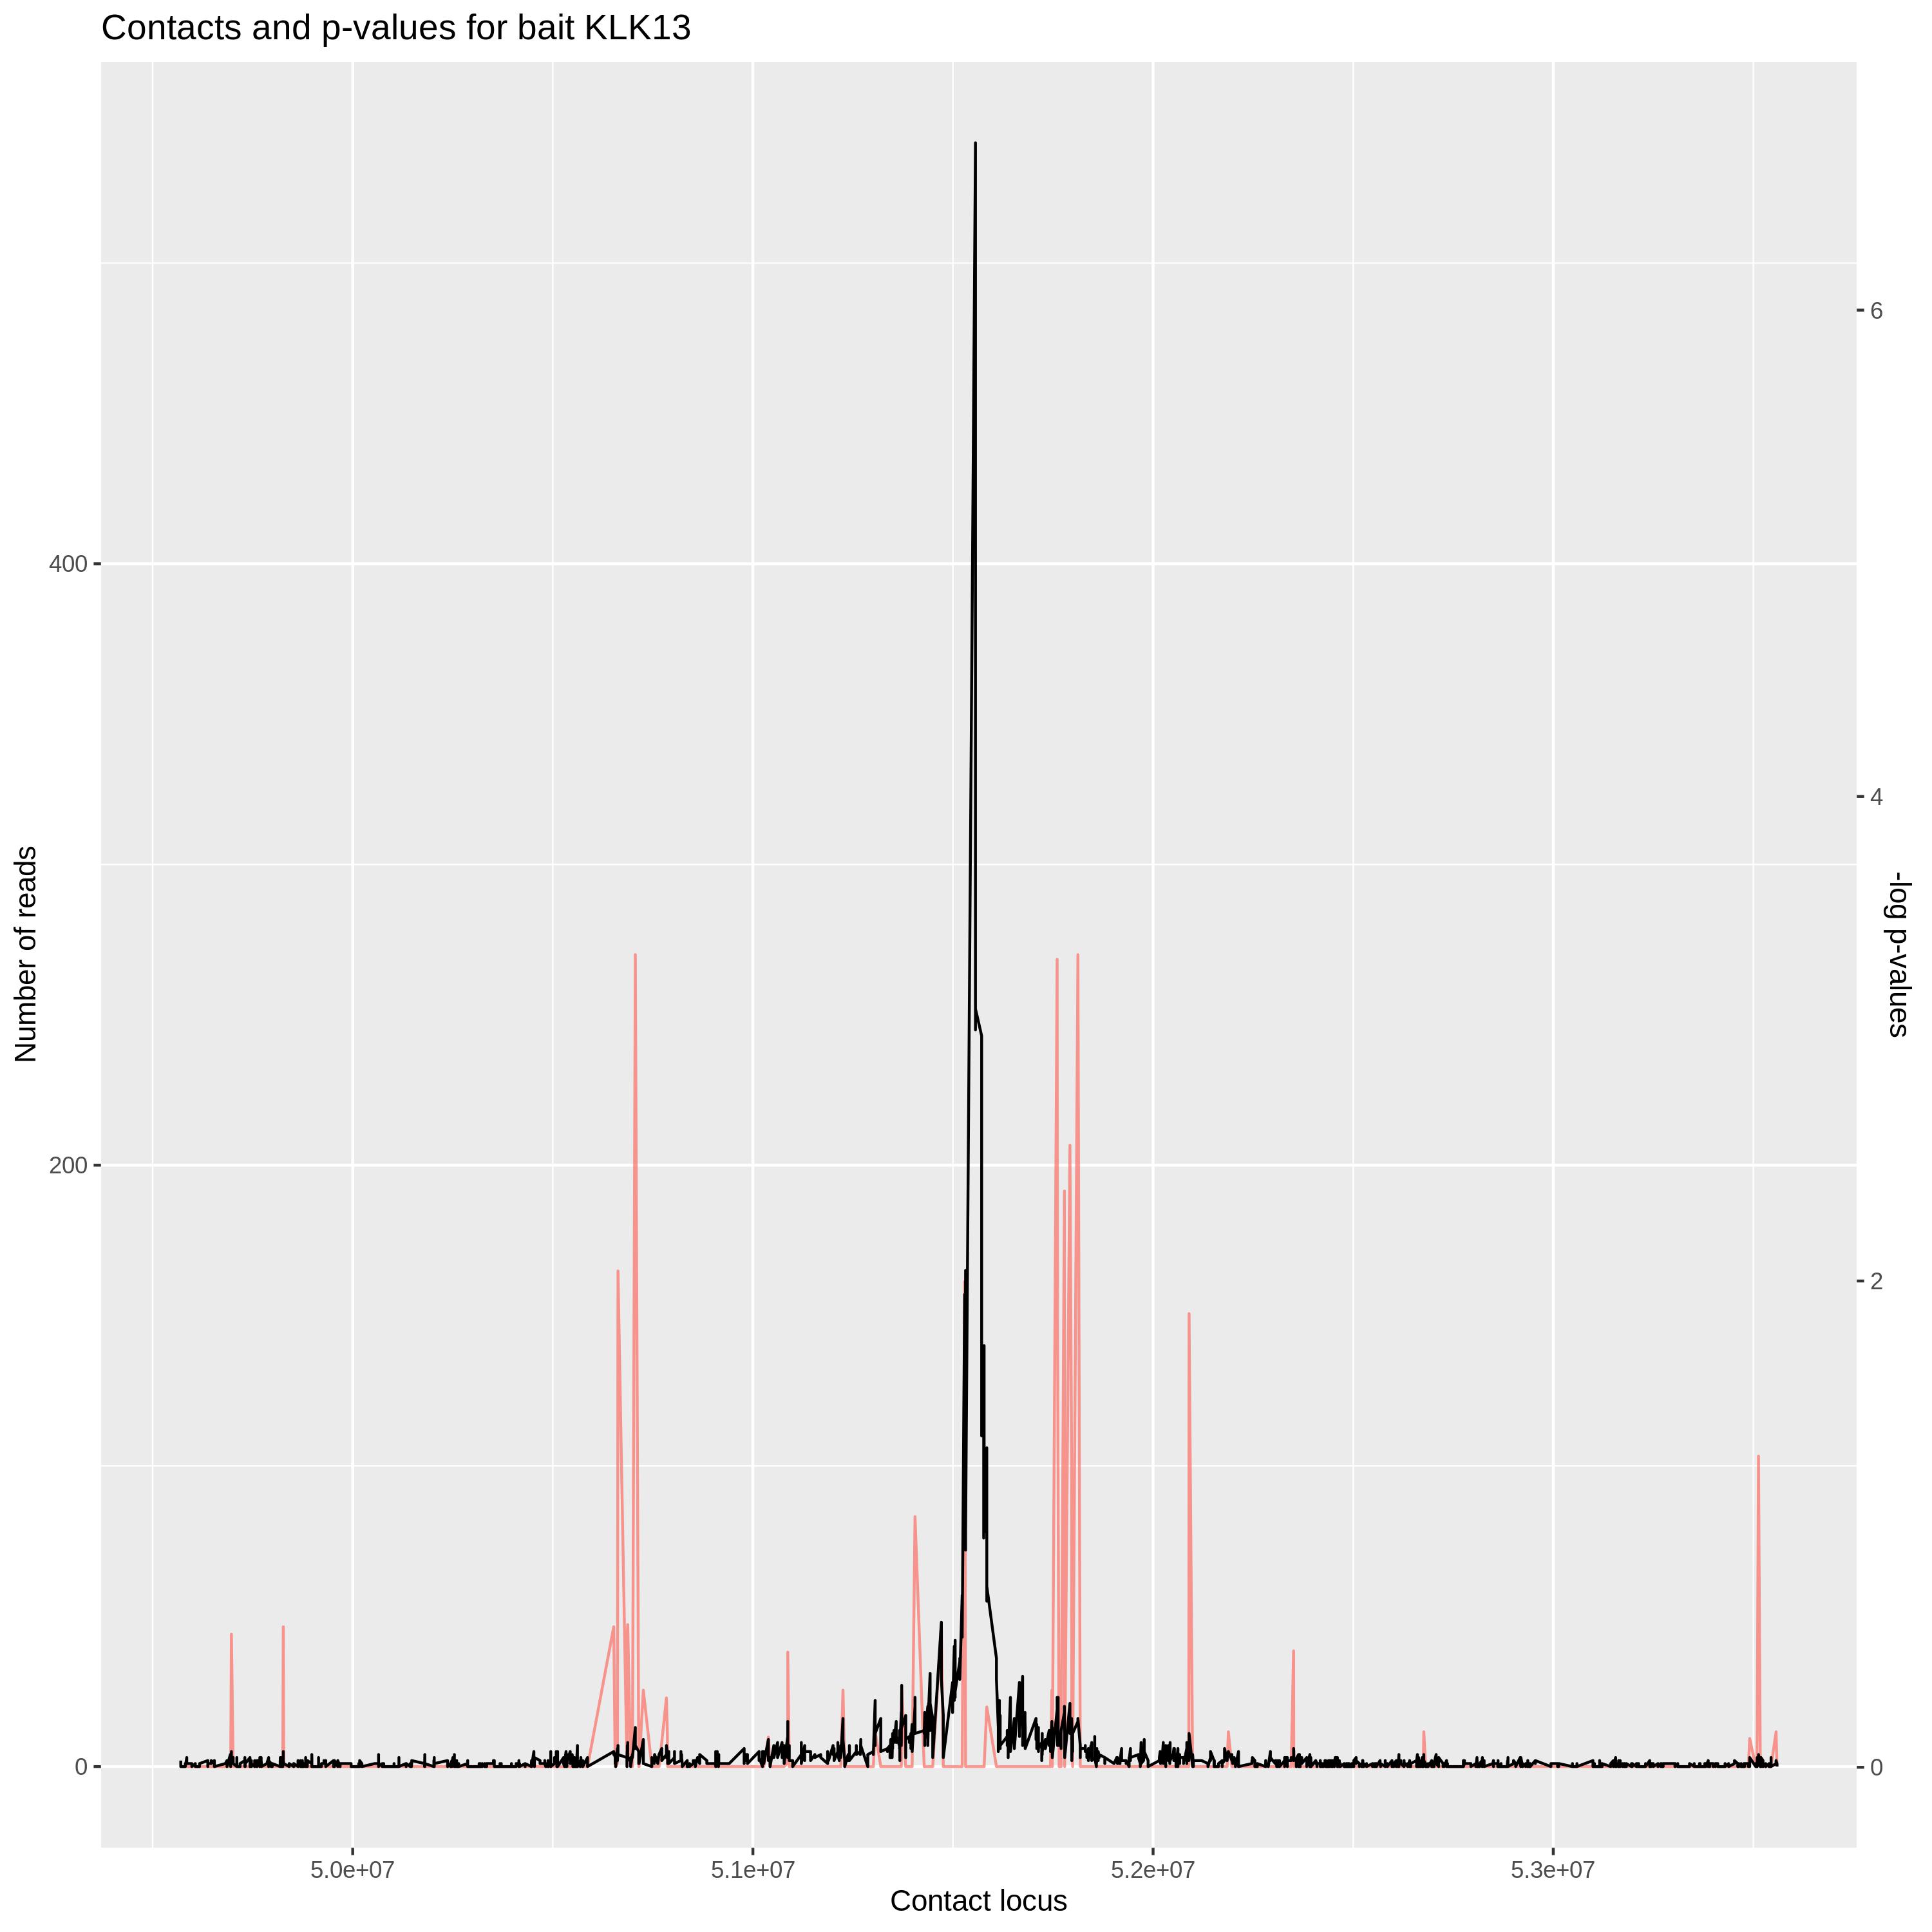 Contacts and p-values for bait KLK13
Number of reads
400
200
0
6
4
2
0
-log p-values
5.0e+07
5.1e+07
5.2e+07
5.3e+07
Contact locus